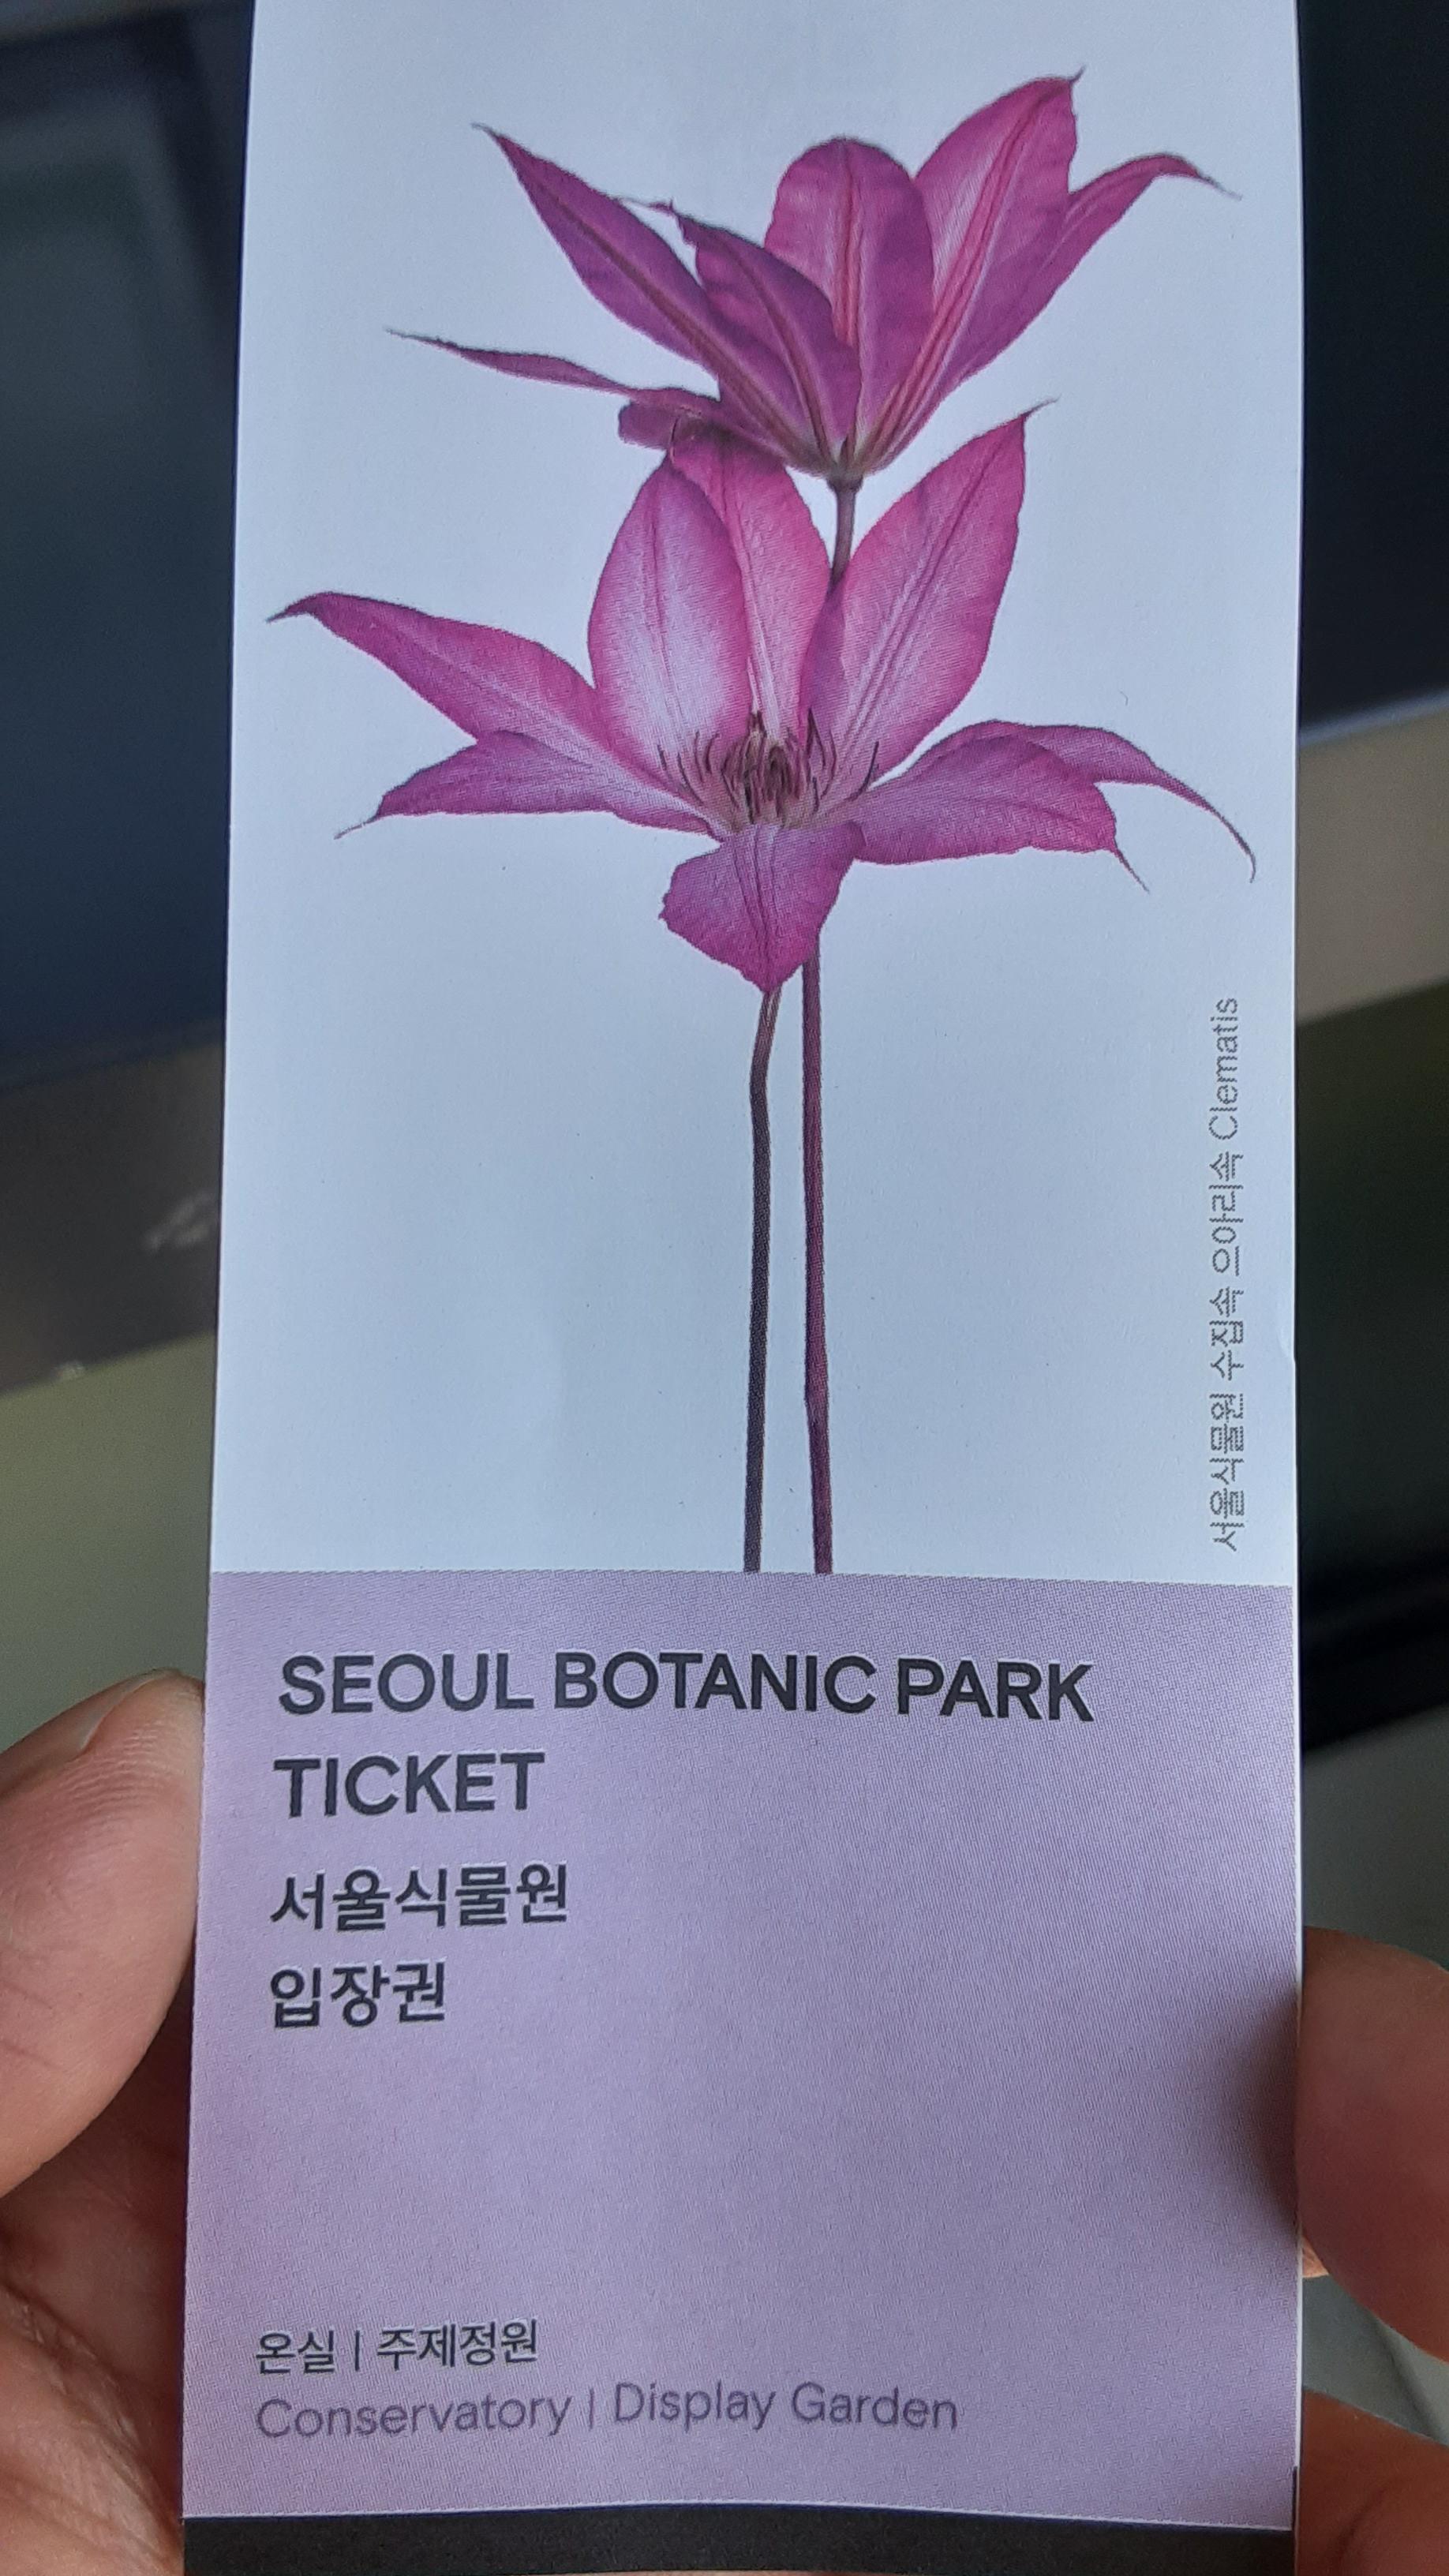 서울식물원 수집속 으아리속 Clematis
SEOUL BOTANIC PARK
TICKET
서울식물원
입장권
온실 | 주제정원
Conservatory | Display Garden